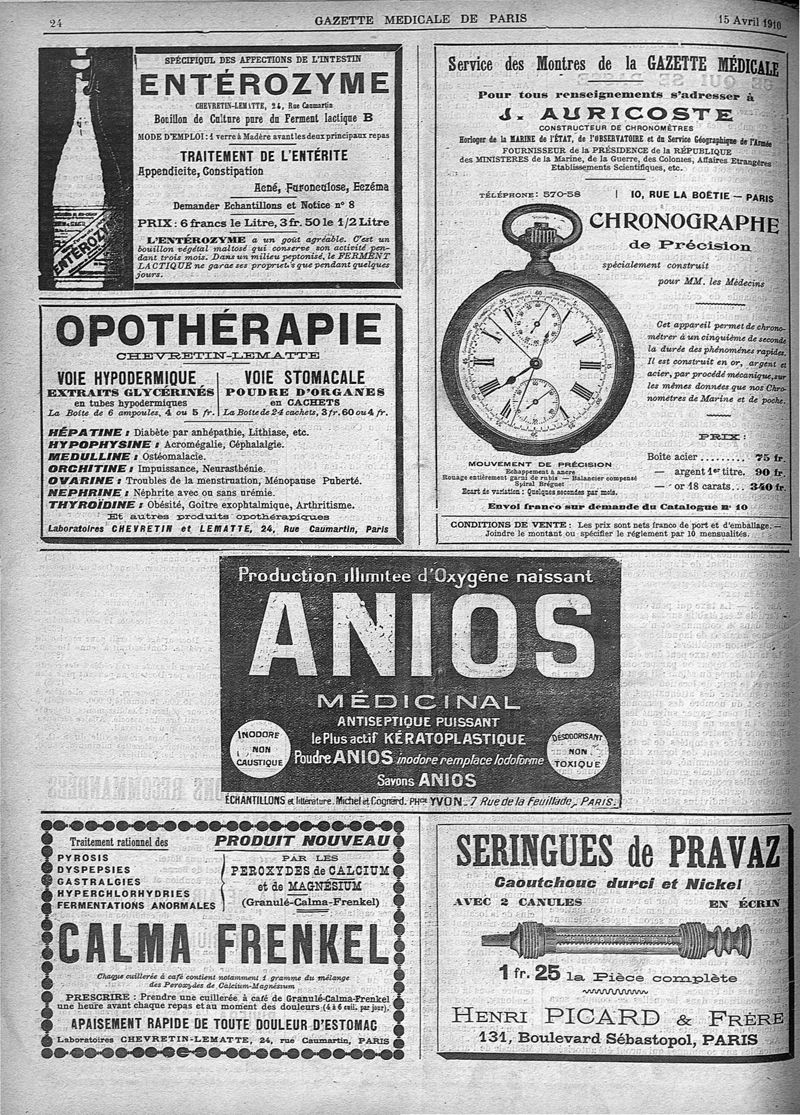 24
GAZETTE MEDICALE DE PARIS
15 Avril 1910
SPÉCIFIQUE DES AFFECTIONS DE L'INTESTIN
ENTÉROZYME
CHEVRETIN-LEMATTE, 24, Rue Caumartin
Bouillon de Culture pure du Ferment lactique B
MODE D'EMPLOI: 1 verre à Madère avant les deux principaux repas
TRAITEMENT DE L'ENTÉRITE
Appendicite, Constipation
Acné, Furonculose, Eczéma
Demander Echantillons et Notice n° 8
PRIX: 6 francs le Litre, 3 fr. 50 le 1/2 Litre
L'ENTÉROZYME a un goût agréable. C'est un
bouillon végétal maltosé qui conserve son activité pen-
dant trois mois. Dans un milieu peptonisé, le FERMENT
LACTIQUE ne garde ses propriétés que pendant quelques
jours.
ENTÉROZYME
OPOTHÉRAPIE
CHEVRETIN-LEMATTE
VOIE HYPODERMIQUE
EXTRAITS GLYCÉRINÉS
en tubes hypodermiques
La Boîte de 6 ampoules, 4 ou 5 fr.
VOIE STOMACALE
POUDRE D'ORGANES
en CACHETS
La Boîte de 24 cachets, 3 fr. 60 ou 4 fr.
HÉPATINE: Diabète par anhépathie, Lithiase, etc.
HYPOPHYSINE: Acromégalie, Céphalalgie.
MEDULLINE: Ostéomalacie.
ORCHITINE: Impuissance, Neurasthénie.
OVARINE: Troubles de la menstruation, Ménopause Puberté.
NEPHRINE: Néphrite avec ou sans urémie.
THYROÏDINE: Obésité, Goitre exophtalmique, Arthritisme.
Et autres produits opothérapiques
Laboratoires CHEVRETIN et LEMATTE, 24, Rue Caumartin, Paris
Service des Montres de la GAZETTE MÉDICALE
Pour tous renseignements s'adresser à
J. AURICOSTE
CONSTRUCTEUR DE CHRONOMÈTRES
Horloger de la MARINE de l'ÉTAT, de l'OBSERVATOIRE et du Service Géographique de l'Armée
FOURNISSEUR de la PRÉSIDENCE de la RÉPUBLIQUE
des MINISTERES de la Marine, de la Guerre, des Colonies, Affaires Etrangères
Etablissements Scientifiques, etc.
TÉLÉPHONE: 570-58
10, RUE LA BOËTIE — PARIS
CHRONOGRAPHE
de Précision
spécialement construit
pour MM. les Médecins
Cet appareil permet de chrono-
métrer à un cinquième de seconde
la durée des phénomènes rapides.
Il est construit en or, argent et
acier, par procédé mécanique, sur
les mêmes données que nos Chro-
nomètres de Marine et de poche.
PRIX:
Boîte acier ......... 75 fr
— argent 1er titre. 90 fr.
— or 18 carats... 340 fr.
MOUVEMENT DE PRÉCISION
Echappement à ancre
Rouage entièrement garni de rubis — Balancier compensé
Spiral Bréguet
Ecart de variation: Quelques secondes par mois.
Envoi franco sur demande du Catalogue N° 10
CONDITIONS DE VENTE: Les prix sont nets franco de port et d'emballage. —
Joindre le montant ou spécifier le règlement par 10 mensualités.
Production illimitée d'Oxygène naissant
ANIOS
MÉDICINAL
ANTISEPTIQUE PUISSANT
le Plus actif KÉRATOPLASTIQUE
Poudre ANIOS inodore remplace Iodoforme
Savons ANIOS
INODORE
NON
CAUSTIQUE
DÉSODORISANT
NON
TOXIQUE
ÉCHANTILLONS et littérature. Michel et Cognard. PHcie YVON. 7 Rue de la Feuillade. PARIS.
Traitement rationnel des
PYROSIS
DYSPEPSIES
GASTRALGIES
HYPERCHLORHYDRIES
FERMENTATIONS ANORMALES
PRODUIT NOUVEAU
PAR LES
PEROXYDES de CALCIUM
et de MAGNÉSIUM
(Granulé-Calma-Frenkel)
CALMA FRENKEL
Chaque cuillerée à café contient notamment 1 gramme du mélange
des Peroxydes de Calcium-Magnésium
PRESCRIRE: Prendre une cuillerée à café de Granulé-Calma-Frenkel
une heure avant chaque repas et au moment des douleurs (4 à 6 cuil. par jour).
APAISEMENT RAPIDE DE TOUTE DOULEUR D'ESTOMAC
Laboratoires CHEVRETIN-LEMATTE, 24, rue Caumartin, PARIS
SERINGUES de PRAVAZ
Caoutchouc durci et Nickel
AVEC 2 CANULES EN ÉCRIN
1 fr. 25 la Pièce complète
HENRI PICARD & FRÈRE
131, Boulevard Sébastopol, PARIS